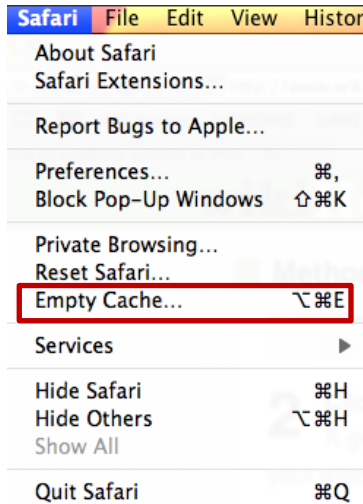 Safari File Edit View Histor
About Safari
Safari Extensions...
Report Bugs to Apple...
Preferences... ⌘,
Block Pop-Up Windows ⇧⌘K
Private Browsing...
Reset Safari...
Empty Cache... ⌥⌘E
Services ▶
Hide Safari ⌘H
Hide Others ⌥⌘H
Show All
Quit Safari ⌘Q